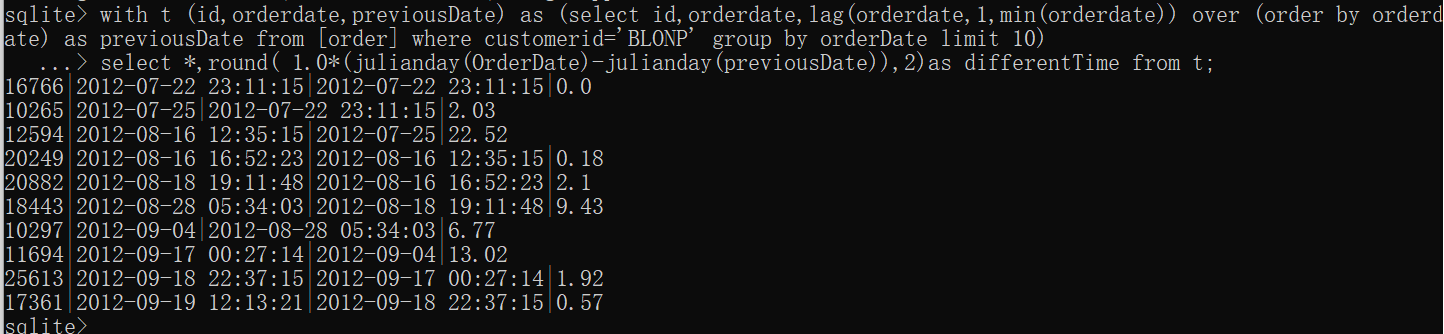 sqlite> with t (id,orderdate,previousDate) as (select id,orderdate,lag(orderdate,1,min(orderdate)) over (order by orderd
ate) as previousDate from [order] where customerid='BLONP' group by orderDate limit 10)
   ...> select *,round( 1.0*(julianday(OrderDate)-julianday(previousDate)),2)as differentTime from t;
16766|2012-07-22 23:11:15|2012-07-22 23:11:15|0.0
10265|2012-07-25|2012-07-22 23:11:15|2.03
12594|2012-08-16 12:35:15|2012-07-25|22.52
20249|2012-08-16 16:52:23|2012-08-16 12:35:15|0.18
20882|2012-08-18 19:11:48|2012-08-16 16:52:23|2.1
18443|2012-08-28 05:34:03|2012-08-18 19:11:48|9.43
10297|2012-09-04|2012-08-28 05:34:03|6.77
11694|2012-09-17 00:27:14|2012-09-04|13.02
25613|2012-09-18 22:37:15|2012-09-17 00:27:14|1.92
17361|2012-09-19 12:13:21|2012-09-18 22:37:15|0.57
sqlite>